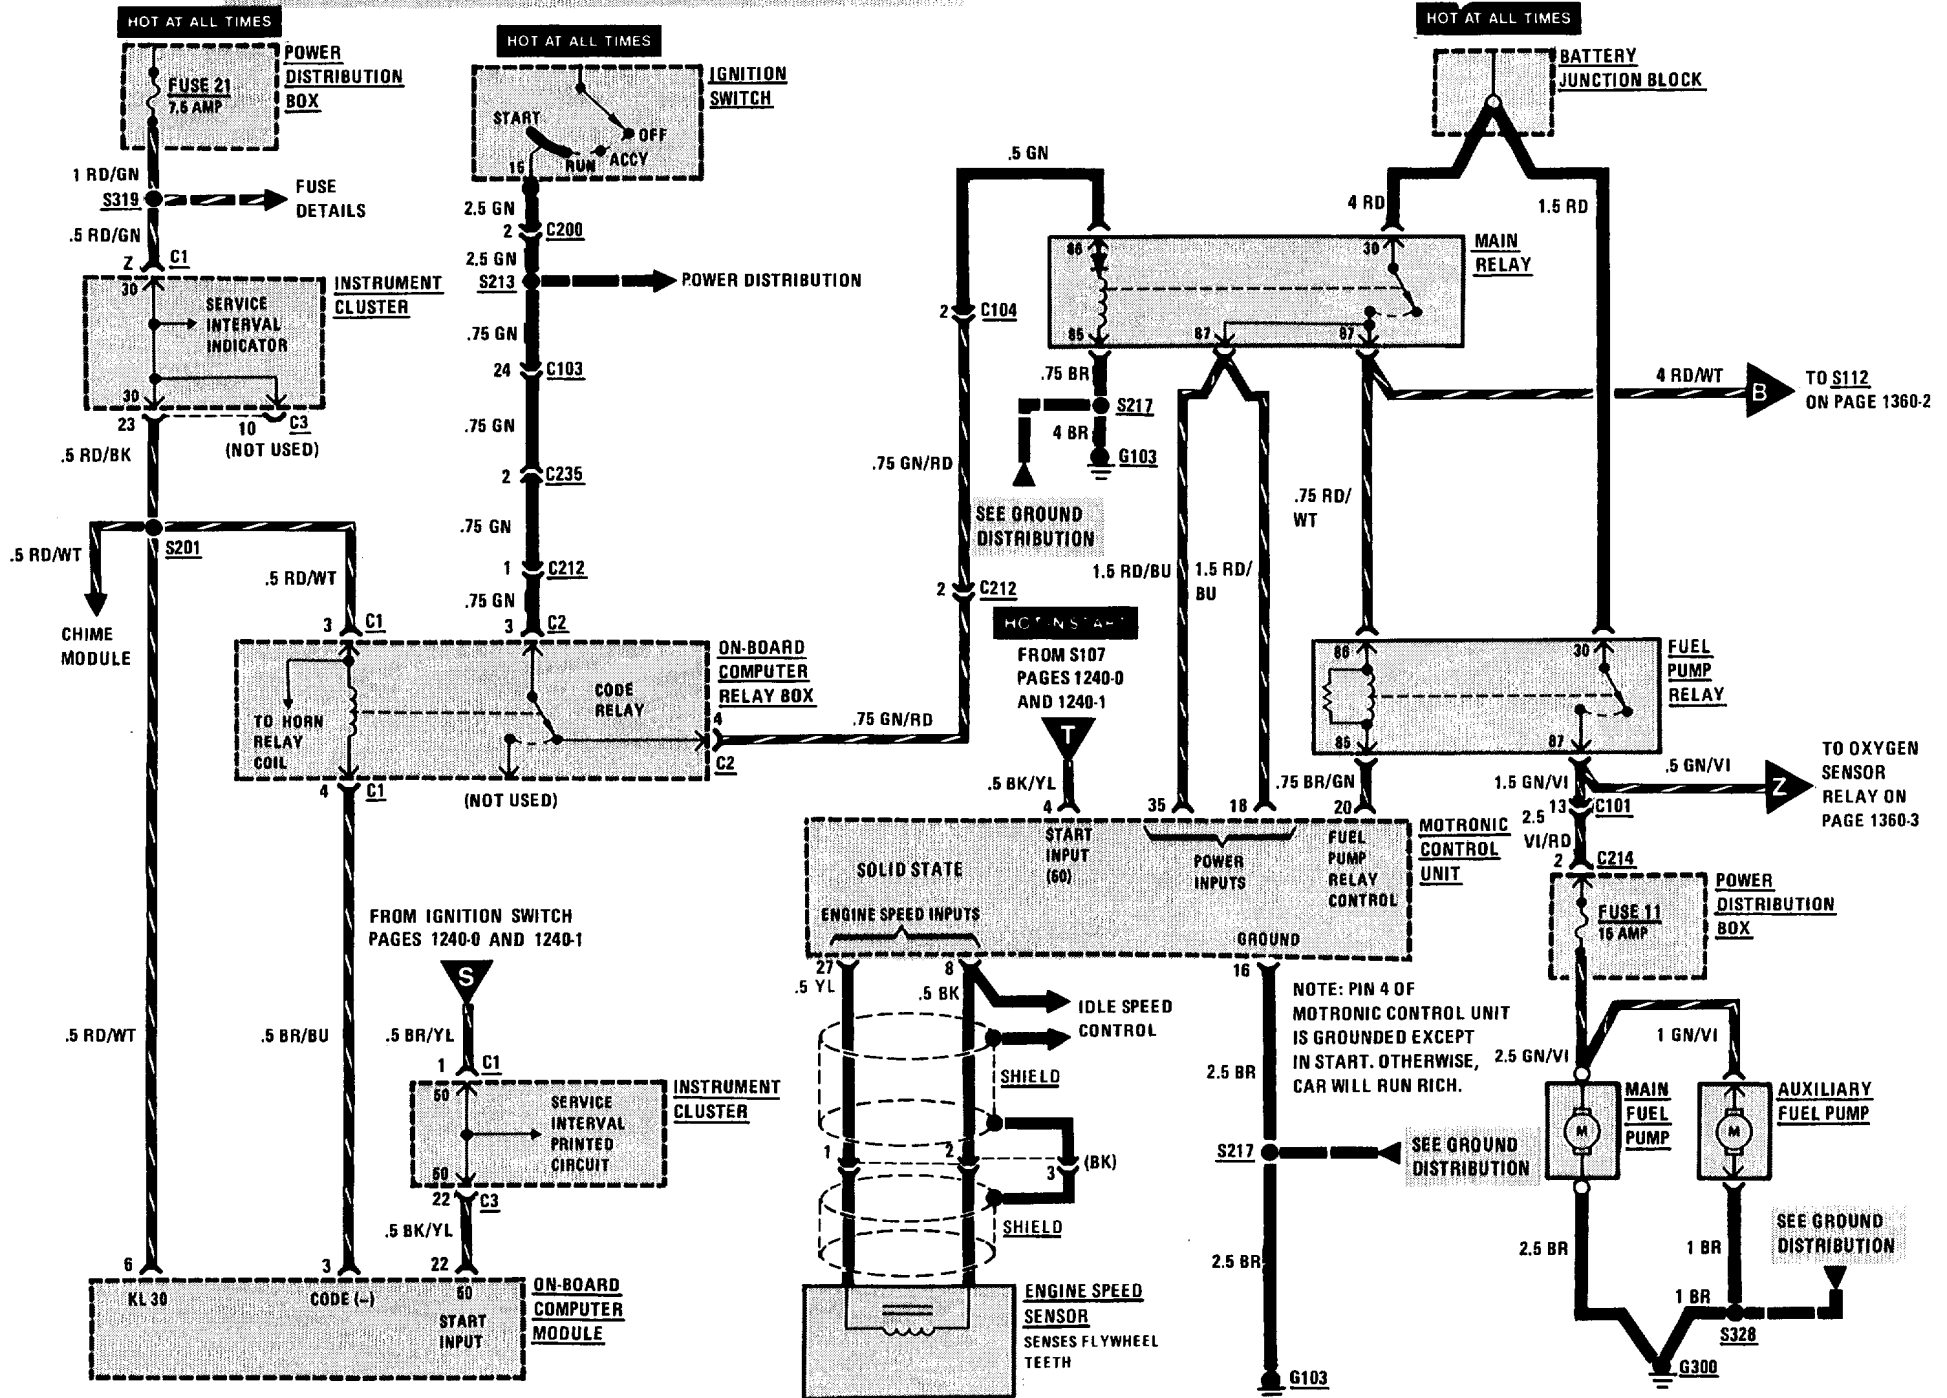 HOT AT ALL TIMES
POWER
DISTRIBUTION
BOX
FUSE 21
7.5 AMP
1 RD/GN
S319
FUSE
DETAILS
.5 RD/GN
Z
C1
30
INSTRUMENT
CLUSTER
SERVICE
INTERVAL
INDICATOR
30
23
10
C3
(NOT USED)
.5 RD/BK
S201
.5 RD/WT
CHIME
MODULE
.5 RD/WT
3
C1
HOT AT ALL TIMES
IGNITION
SWITCH
START
OFF
ACCY
RUN
15
2.5 GN
2
C200
2.5 GN
S213
POWER DISTRIBUTION
.75 GN
24
C103
.75 GN
2
C235
.75 GN
1
C212
.75 GN
3
C2
ON-BOARD
COMPUTER
RELAY BOX
CODE
RELAY
TO HORN
RELAY
COIL
4
C2
4
C1
(NOT USED)
.75 GN/RD
FROM IGNITION SWITCH
PAGES 1240-0 AND 1240-1
S
.5 RD/WT
.5 BR/BU
.5 BR/YL
1
C1
50
INSTRUMENT
CLUSTER
SERVICE
INTERVAL
PRINTED
CIRCUIT
50
22
C3
.5 BK/YL
6
3
22
KL 30
CODE (–)
50
START
INPUT
ON-BOARD
COMPUTER
MODULE
HOT AT ALL TIMES
BATTERY
JUNCTION BLOCK
.5 GN
4 RD
1.5 RD
86
30
MAIN
RELAY
2
C104
85
87
87
.75 BR
S217
4 BR
G103
SEE GROUND
DISTRIBUTION
4 RD/WT
B
TO S112
ON PAGE 1360-2
.75 GN/RD
.75 RD/
WT
1.5 RD/BU
1.5 RD/
BU
2
C212
HOT IN START
FROM S107
PAGES 1240-0
AND 1240-1
T
.5 BK/YL
4
35
18
20
.75 BR/GN
86
30
FUEL
PUMP
RELAY
85
87
1.5 GN/VI
.5 GN/VI
Z
TO OXYGEN
SENSOR
RELAY ON
PAGE 1360-3
13
C101
2.5
VI/RD
2
C214
MOTRONIC
CONTROL
UNIT
START
INPUT
(50)
POWER
INPUTS
FUEL
PUMP
RELAY
CONTROL
SOLID STATE
ENGINE SPEED INPUTS
GROUND
POWER
DISTRIBUTION
BOX
FUSE 11
15 AMP
27
8
16
.5 YL
.5 BK
IDLE SPEED
CONTROL
SHIELD
1
2
3
(BK)
SHIELD
NOTE: PIN 4 OF
MOTRONIC CONTROL UNIT
IS GROUNDED EXCEPT
IN START. OTHERWISE,
CAR WILL RUN RICH.
2.5 BR
S217
SEE GROUND
DISTRIBUTION
2.5 BR
G103
ENGINE SPEED
SENSOR
SENSES FLYWHEEL
TEETH
2.5 GN/VI
1 GN/VI
MAIN
FUEL
PUMP
M
AUXILIARY
FUEL PUMP
M
2.5 BR
1 BR
SEE GROUND
DISTRIBUTION
1 BR
S328
G300